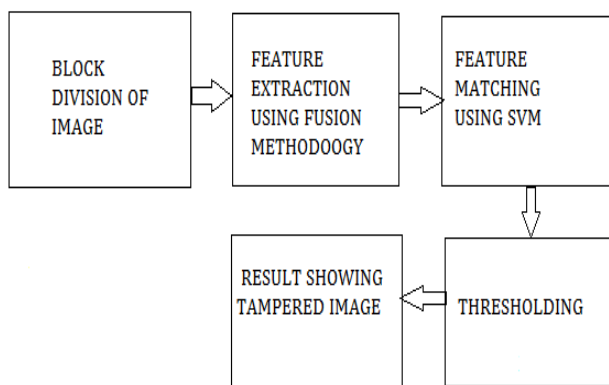 BLOCK
DIVISION OF
IMAGE
FEATURE
EXTRACTION
USING FUSION
METHODOOGY
FEATURE
MATCHING
USING SVM
THRESHOLDING
RESULT SHOWING
TAMPERED IMAGE